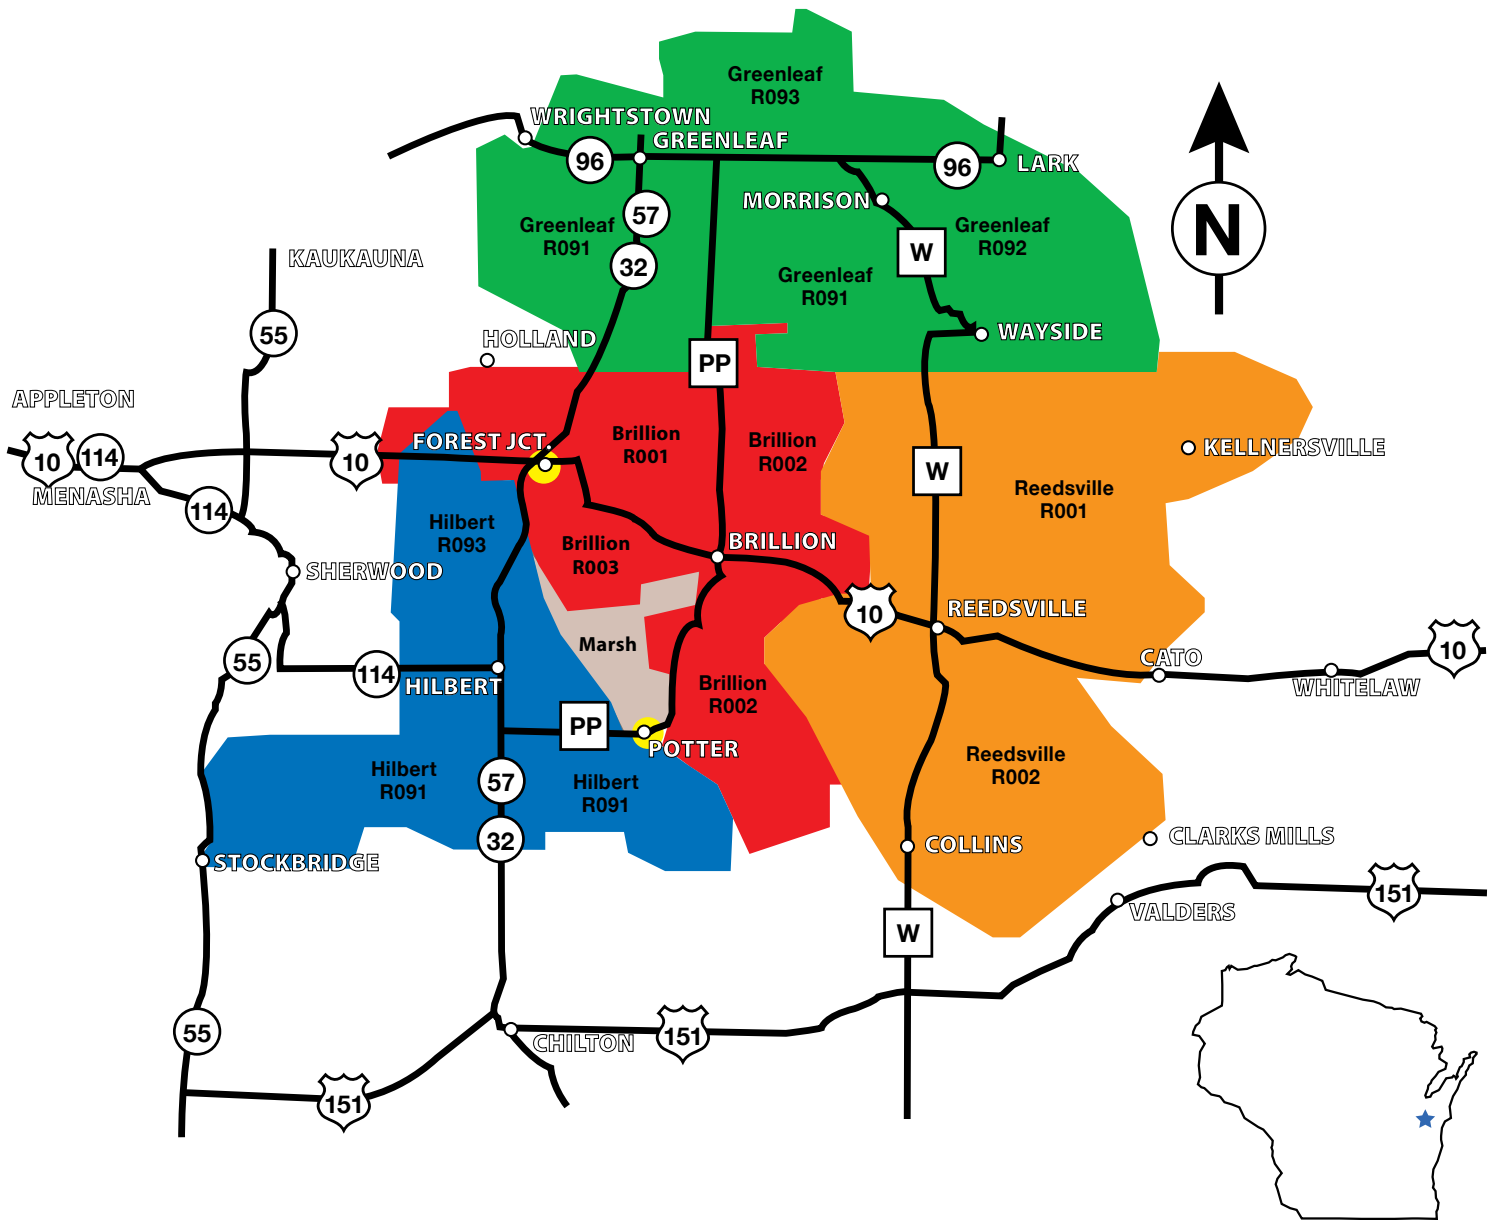 Greenleaf
R093
WRIGHTSTOWN
GREENLEAF
96
96
LARK
57
MORRISON
Greenleaf
R091
Greenleaf
R092
N
W
32
KAUKAUNA
Greenleaf
R091
55
HOLLAND
WAYSIDE
PP
APPLETON
FOREST JCT.
Brillion
R001
Brillion
R002
KELLNERSVILLE
10
114
10
W
MENASHA
114
Reedsville
R001
Hilbert
R093
Brillion
R003
BRILLION
SHERWOOD
10
REEDSVILLE
Marsh
55
114
HILBERT
CATO
10
WHITELAW
Brillion
R002
PP
POTTER
Reedsville
R002
Hilbert
R091
57
Hilbert
R091
32
COLLINS
CLARKS MILLS
STOCKBRIDGE
151
VALDERS
W
55
CHILTON
151
151